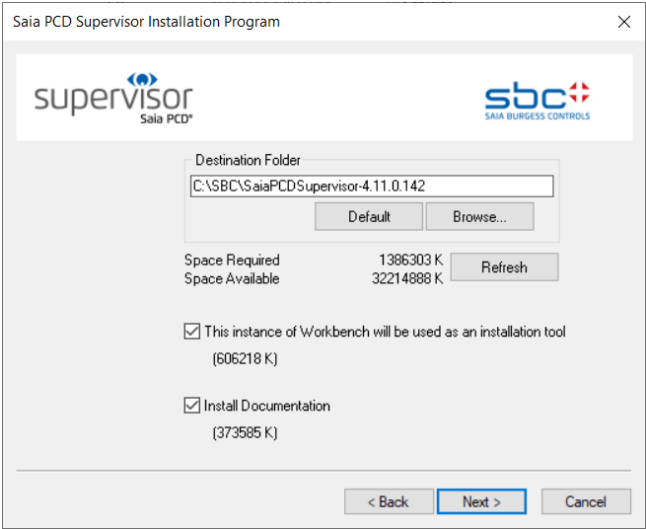 Saia PCD Supervisor Installation Program
supervisor
Saia PCD®
sbc
SAIA BURGESS CONTROLS
Destination Folder
C:\SBC\SaiaPCDSupervisor-4.11.0.142
Default Browse...
Space Required 1386303 K
Space Available 32214888 K
Refresh
This instance of Workbench will be used as an installation tool
(606218 K)
Install Documentation
(373585 K)
< Back Next > Cancel